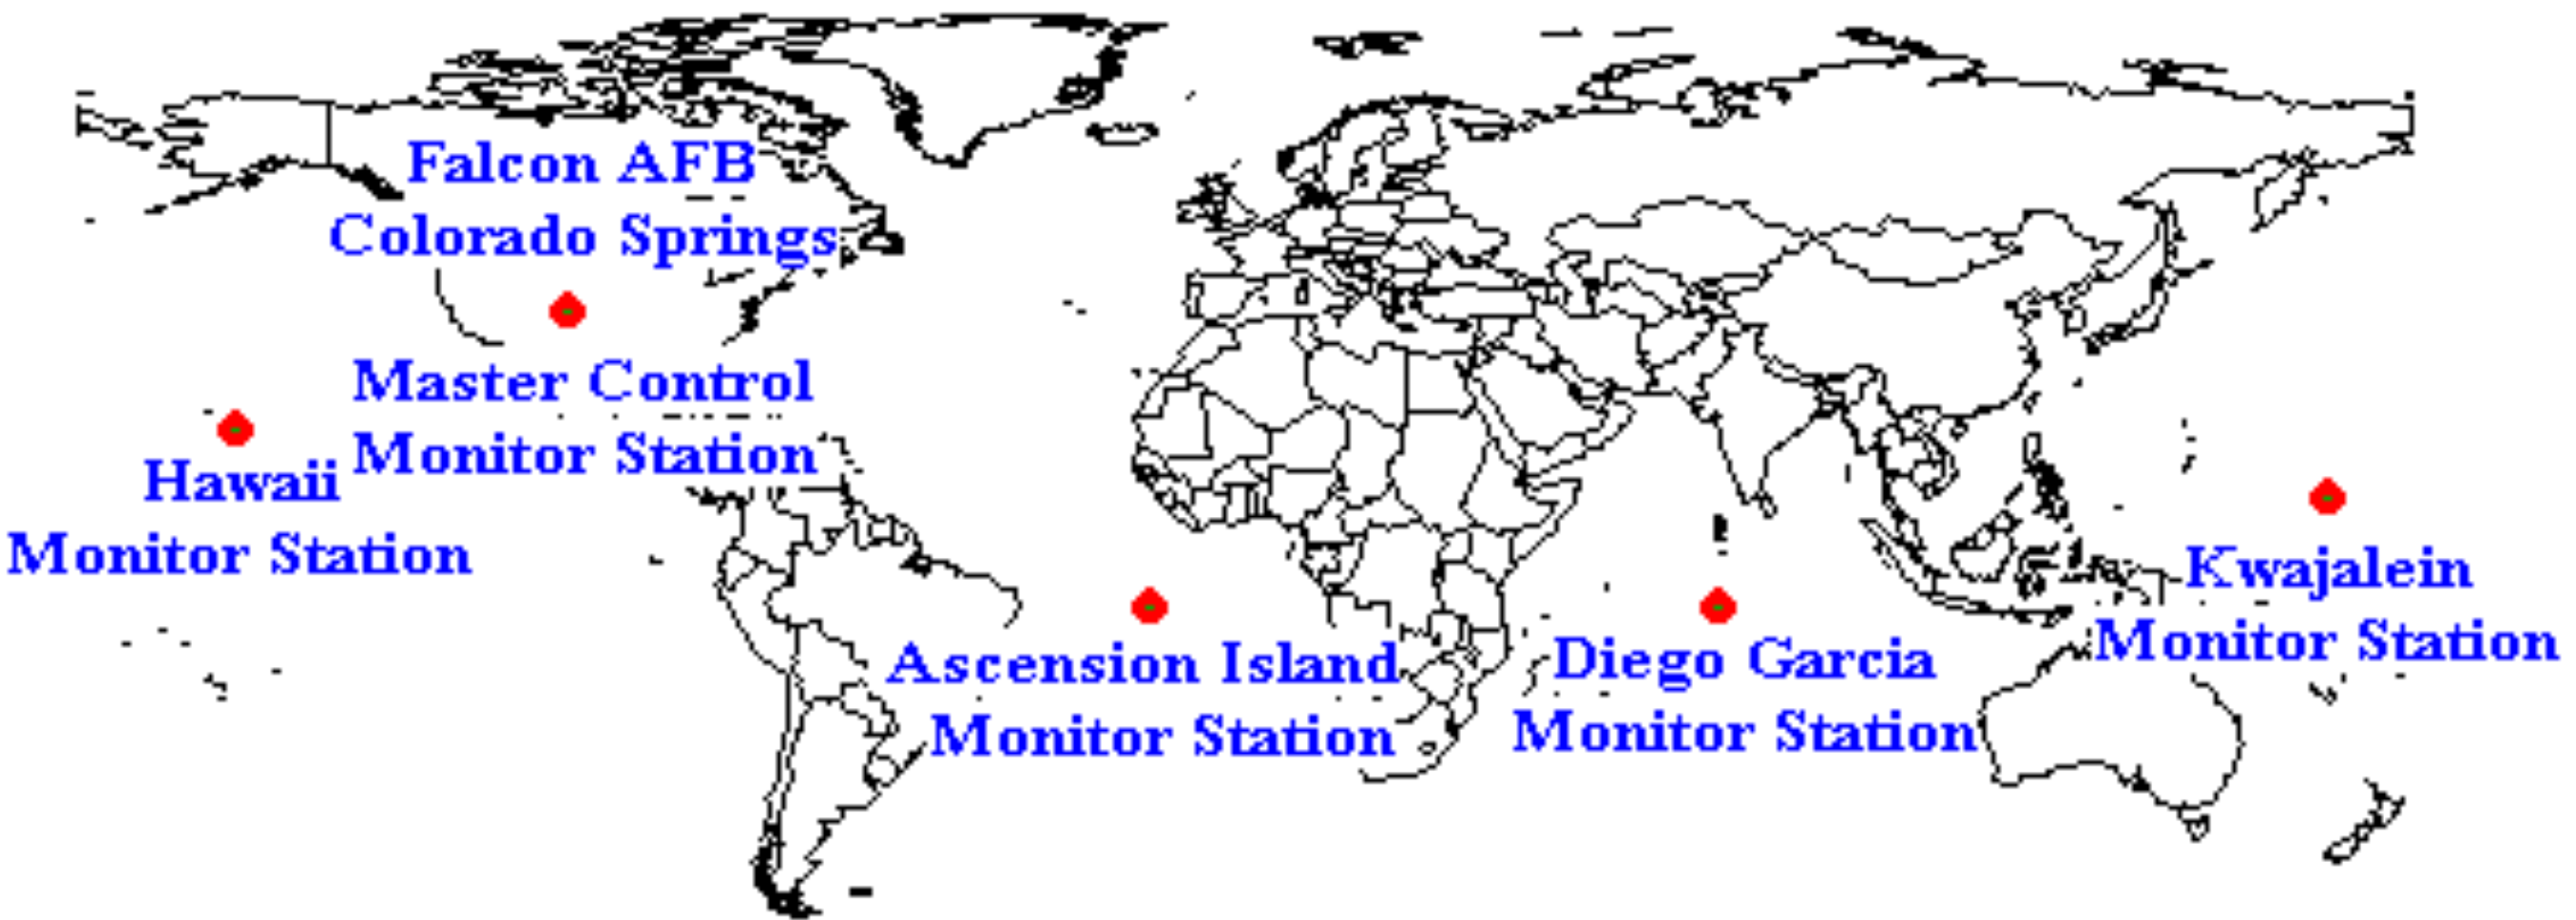 Falcon AFB
Colorado Springs
Master Control
Monitor Station
Hawaii
Monitor Station
Ascension Island
Monitor Station
Diego Garcia
Monitor Station
Kwajalein
Monitor Station